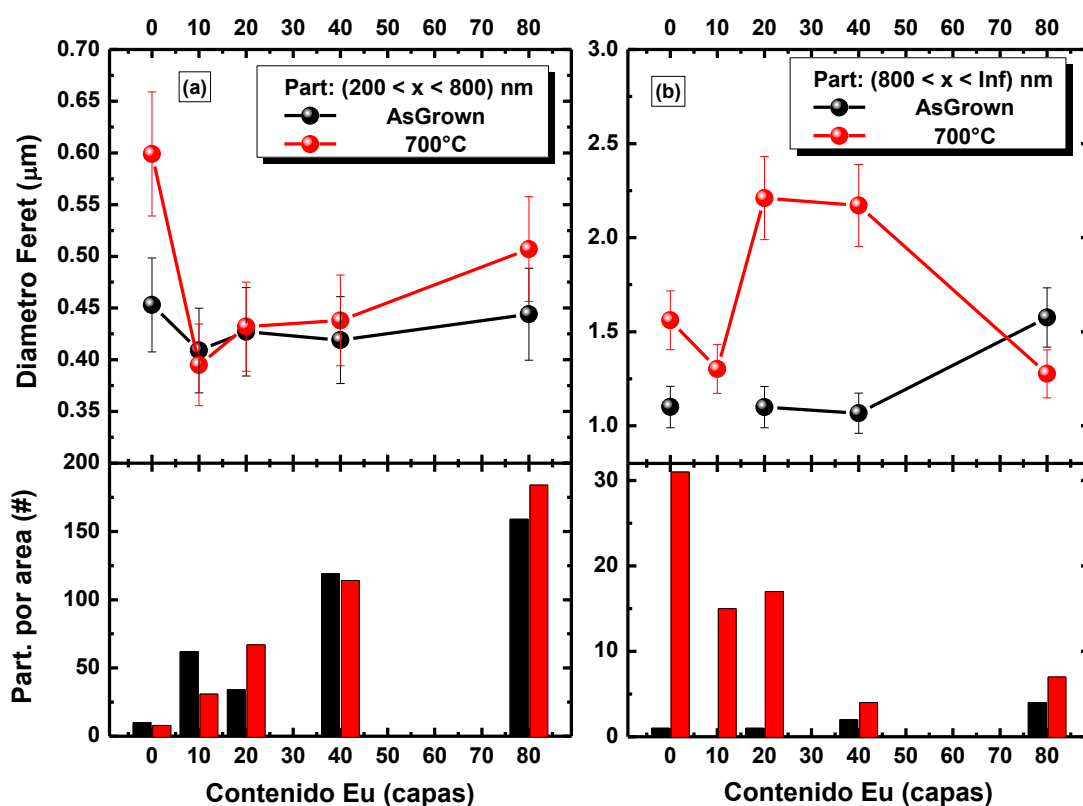 0 10 20 30 40 50 60 70 80
0 10 20 30 40 50 60 70 80
0.70
0.65
0.60
0.55
0.50
0.45
0.40
0.35
Diametro Feret (μm)
(a)
Part: (200 < x < 800) nm
AsGrown
700°C
3.0
2.5
2.0
1.5
1.0
(b)
Part: (800 < x < Inf) nm
AsGrown
700°C
200
150
100
50
0
Part. por area (#)
30
20
10
0
0 10 20 30 40 50 60 70 80
0 10 20 30 40 50 60 70 80
Contenido Eu (capas)
Contenido Eu (capas)